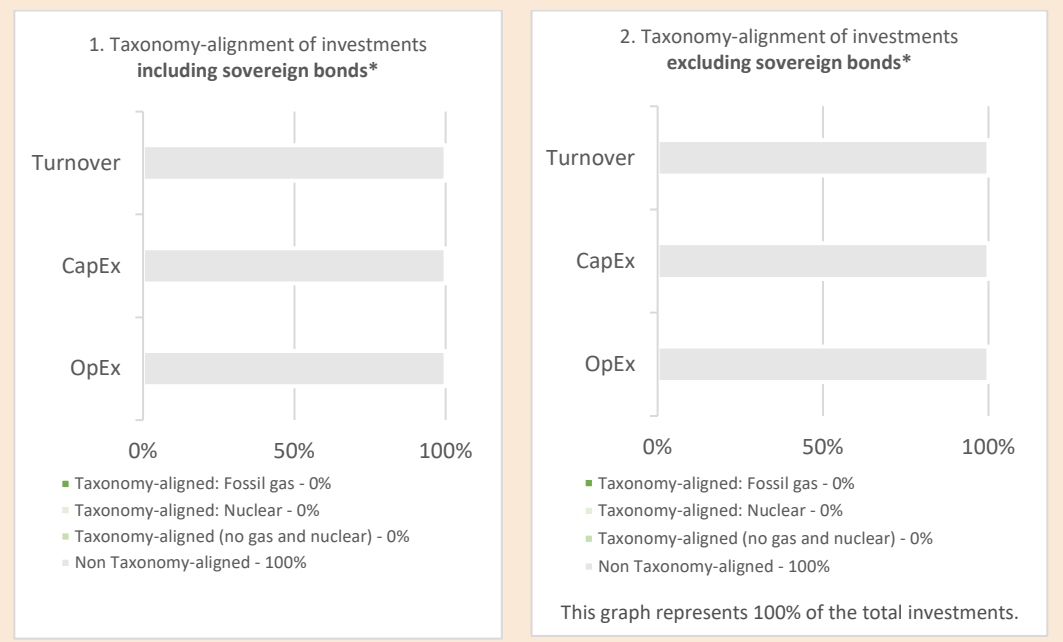 1. Taxonomy-alignment of investments
including sovereign bonds*
Turnover
CapEx
OpEx
0% 50% 100%
Taxonomy-aligned: Fossil gas - 0%
Taxonomy-aligned: Nuclear - 0%
Taxonomy-aligned (no gas and nuclear) - 0%
Non Taxonomy-aligned - 100%
2. Taxonomy-alignment of investments
excluding sovereign bonds*
Turnover
CapEx
OpEx
0% 50% 100%
Taxonomy-aligned: Fossil gas - 0%
Taxonomy-aligned: Nuclear - 0%
Taxonomy-aligned (no gas and nuclear) - 0%
Non Taxonomy-aligned - 100%
This graph represents 100% of the total investments.